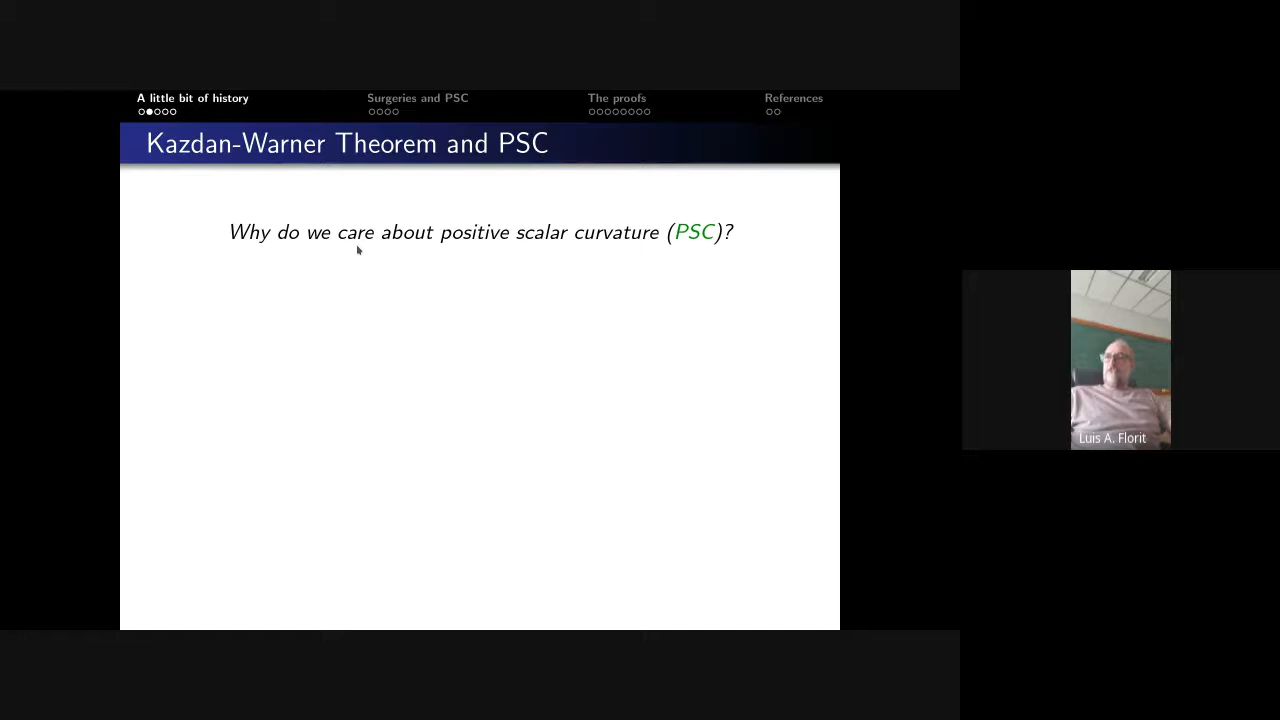 A little bit of history
Surgeries and PSC
The proofs
References
Kazdan-Warner Theorem and PSC
Why do we care about positive scalar curvature (PSC)?
Luis A. Florit